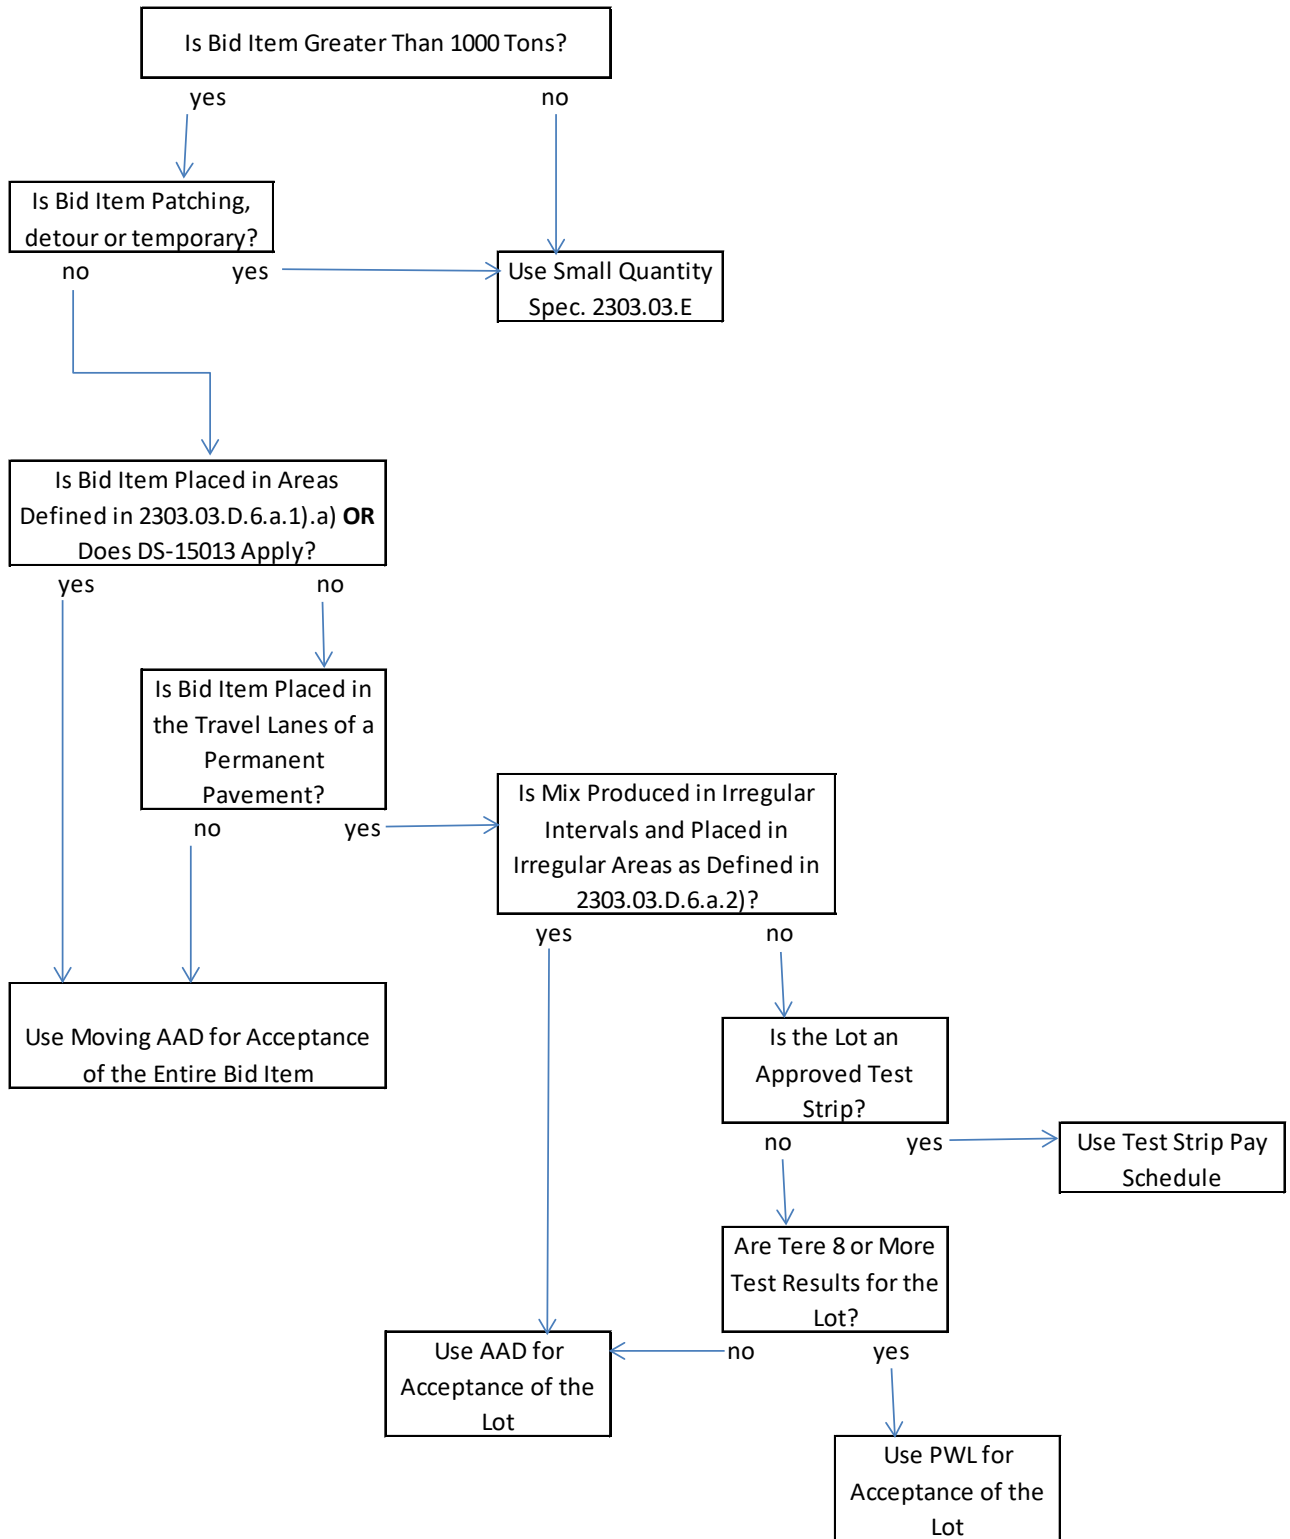 Is Bid Item Greater Than 1000 Tons?
yes
no
Is Bid Item Patching,
detour or temporary?
no
yes
Use Small Quantity
Spec. 2303.03.E
Is Bid Item Placed in Areas
Defined in 2303.03.D.6.a.1).a) OR
Does DS-15013 Apply?
yes
no
Is Bid Item Placed in
the Travel Lanes of a
Permanent
Pavement?
no
yes
Is Mix Produced in Irregular
Intervals and Placed in
Irregular Areas as Defined in
2303.03.D.6.a.2)?
yes
no
Use Moving AAD for Acceptance
of the Entire Bid Item
Is the Lot an
Approved Test
Strip?
no
yes
Use Test Strip Pay
Schedule
Are Tere 8 or More
Test Results for the
Lot?
no
yes
Use AAD for
Acceptance of the
Lot
Use PWL for
Acceptance of the
Lot